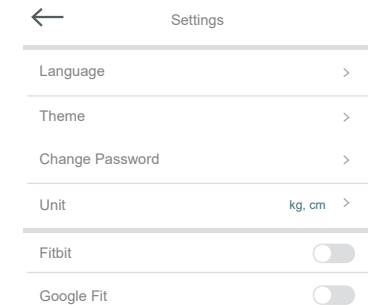 Settings
Language
Theme
Change Password
Unit kg, cm
Fitbit
Google Fit